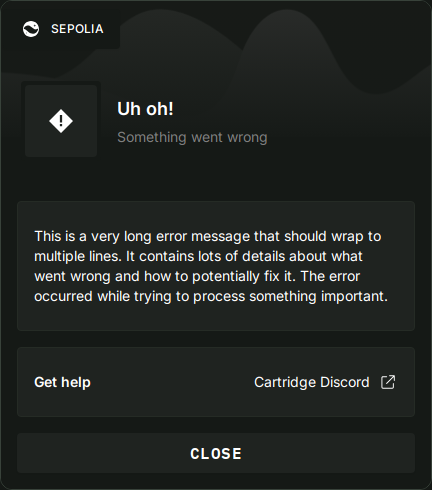 SEPOLIA
Uh oh!
Something went wrong
This is a very long error message that should wrap to
multiple lines. It contains lots of details about what
went wrong and how to potentially fix it. The error
occurred while trying to process something important.
Get help
Cartridge Discord
CLOSE